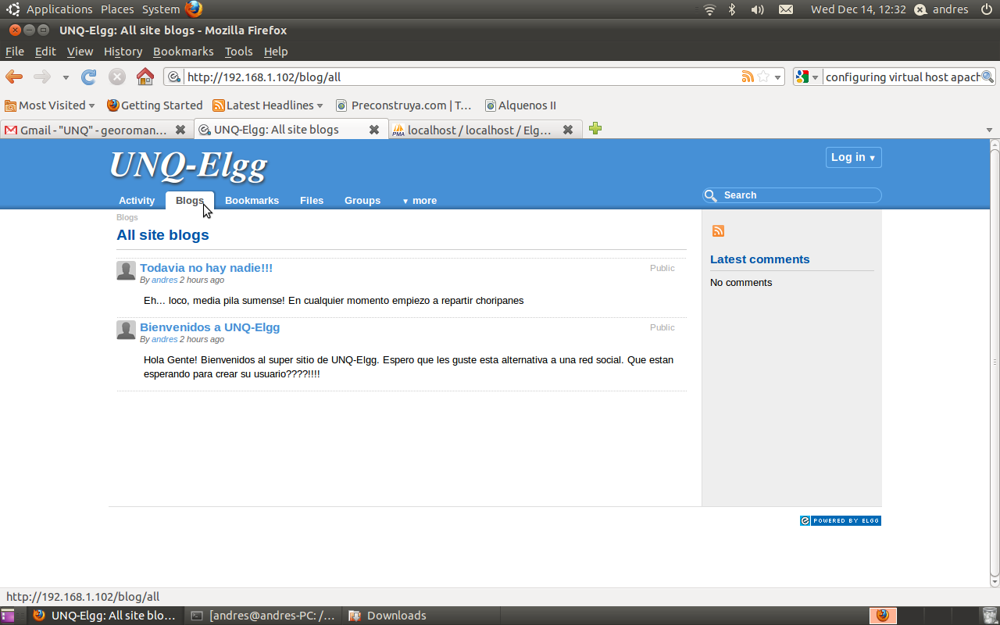 Applications Places System
Wed Dec 14, 12:32 andres
UNQ-Elgg: All site blogs - Mozilla Firefox
File Edit View History Bookmarks Tools Help
http://192.168.1.102/blog/all
configuring virtual host apach
Most Visited Getting Started Latest Headlines Preconstruya.com | T... Alquenos II
Gmail - "UNQ" - georoman... UNQ-Elgg: All site blogs PMA localhost / localhost / Elg...
UNQ-Elgg
Log in ▼
Activity Blogs Bookmarks Files Groups ▼ more
Search
Blogs
All site blogs
Todavia no hay nadie!!! Public
By andres 2 hours ago
Eh... loco, media pila sumense! En cualquier momento empiezo a repartir choripanes
Bienvenidos a UNQ-Elgg Public
By andres 2 hours ago
Hola Gente! Bienvenidos al super sitio de UNQ-Elgg. Espero que les guste esta alternativa a una red social. Que estan
esperando para crear su usuario????!!!!
Latest comments
No comments
POWERED BY ELGG
http://192.168.1.102/blog/all
UNQ-Elgg: All site blo... [andres@andres-PC: /... Downloads